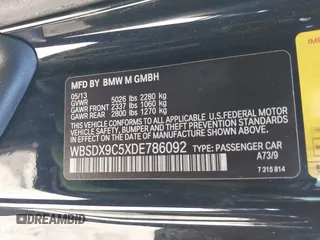 MFD. BY BMW M GMBH
05/13
GVWR 5026 lbs 2280 kg
GAWR FRONT 2337 lbs 1060 kg
GAWR REAR 2800 lbs 1270 kg
THIS VEHICLE CONFORMS TO ALL APPLICABLE
U.S. FEDERAL MOTOR VEHICLE SAFETY, BUMPER,
AND THEFT PREVENTION STANDARDS IN EFFECT
ON THE DATE OF MANUFACTURE SHOWN ABOVE.
WBSDX9C5XDE786092 TYPE: PASSENGER CAR
A73/9
7 315 814
DREAMBID